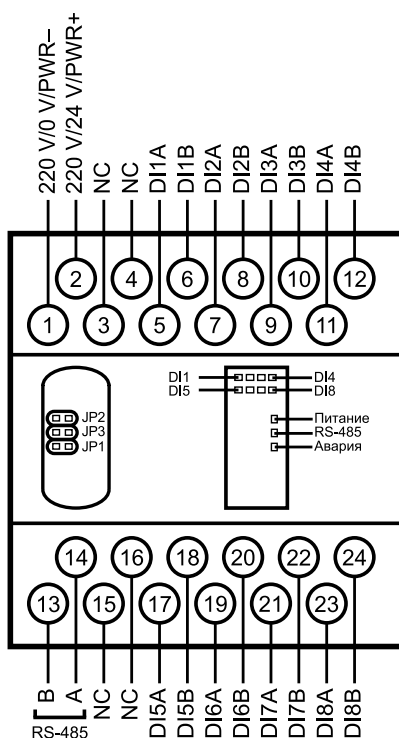 220 V/0 V/PWR–
220 V/24 V/PWR+
NC
NC
DI1A
DI1B
DI2A
DI2B
DI3A
DI3B
DI4A
DI4B
2
4
6
8
10
12
1
3
5
7
9
11
DI1
DI4
DI5
DI8
JP2
JP3
JP1
Питание
RS-485
Авария
14
16
18
20
22
24
13
15
17
19
21
23
B
A
NC
NC
DI5A
DI5B
DI6A
DI6B
DI7A
DI7B
DI8A
DI8B
RS-485